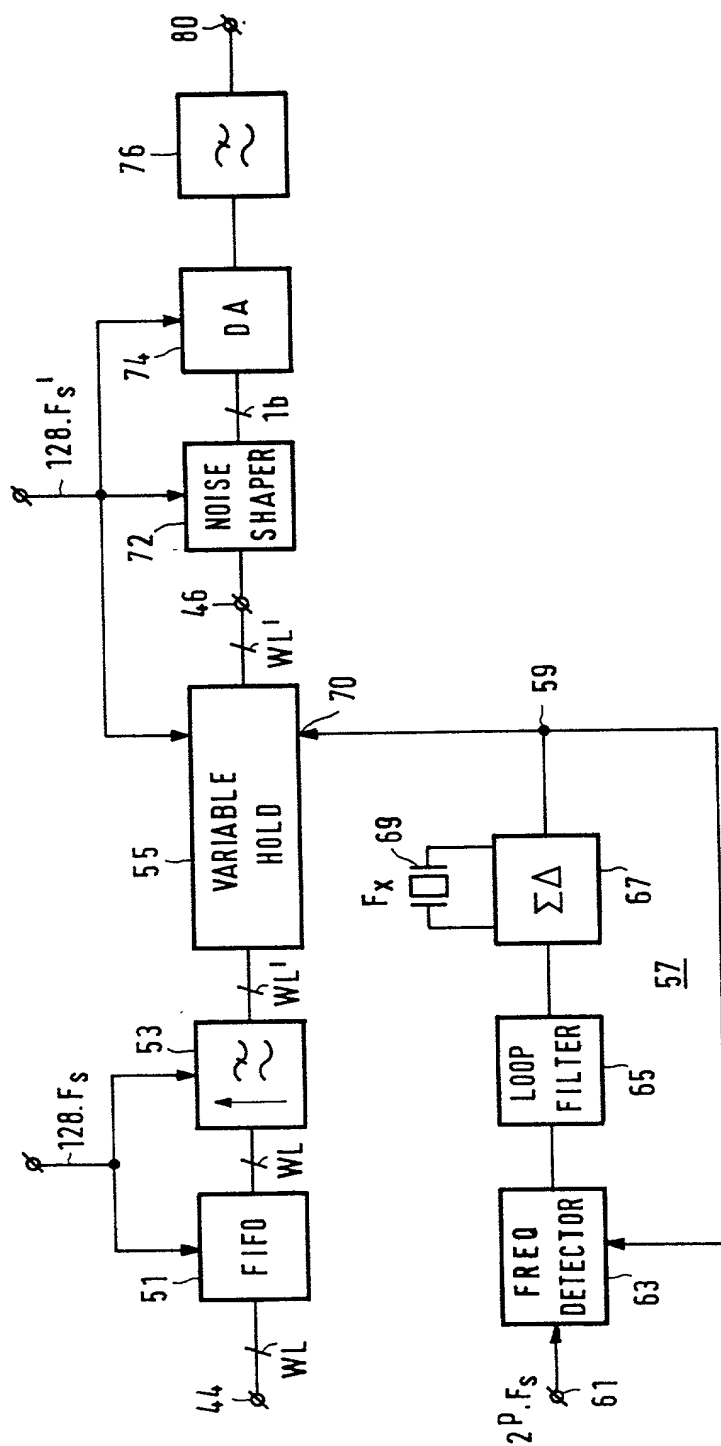 128.Fs
128.Fs'
44
WL
51
FIFO
WL
53
WL'
55
VARIABLE
HOLD
70
WL'
46
72
NOISE
SHAPER
1b
74
DA
76
80
2P.Fs
61
FREQ
DETECTOR
63
LOOP
FILTER
65
Fx
69
ΣΔ
67
59
57